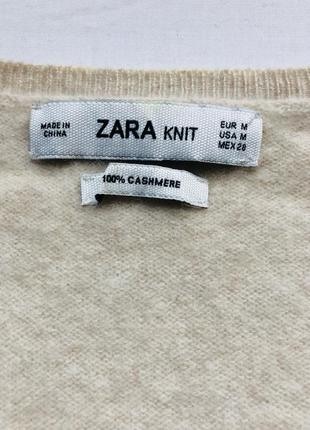 MADE IN
CHINA
ZARA KNIT
EUR M
USA M
MEX 28
100% CASHMERE